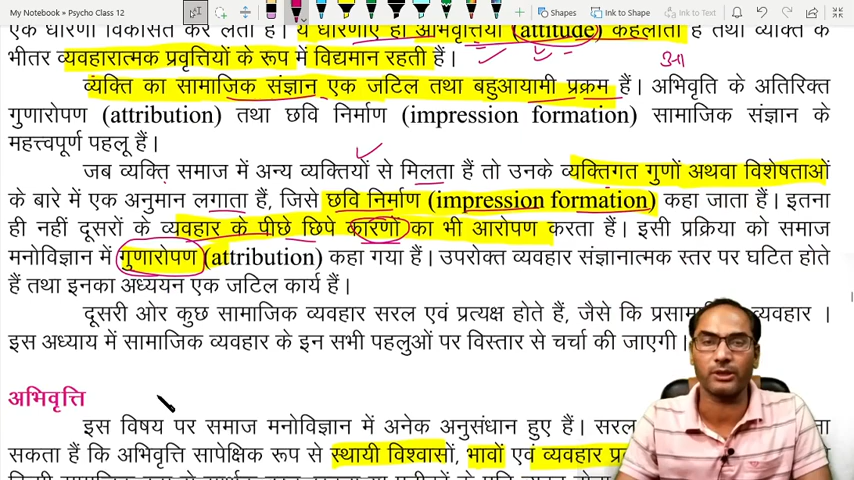 My Notebook » Psycho Class 12
Shapes
Ink to Shape
Ink to Text
एक धारणा विकसित कर लेता है। ये धारणाएँ ही अभिवृत्तियाँ (attitude) कहलाती हैं तथा व्यक्ति के
भीतर व्यवहारात्मक प्रवृत्तियों के रूप में विद्यमान रहती हैं।
व्यक्ति का सामाजिक संज्ञान एक जटिल तथा बहुआयामी प्रक्रम हैं। अभिवृति के अतिरिक्त
गुणारोपण (attribution) तथा छवि निर्माण (impression formation) सामाजिक संज्ञान के
महत्त्वपूर्ण पहलू हैं।
जब व्यक्ति समाज में अन्य व्यक्तियों से मिलता हैं तो उनके व्यक्तिगत गुणों अथवा विशेषताओं
के बारे में एक अनुमान लगाता हैं, जिसे छवि निर्माण (impression formation) कहा जाता हैं। इतना
ही नहीं दूसरों के व्यवहार के पीछे छिपे कारणों का भी आरोपण करता हैं। इसी प्रक्रिया को समाज
मनोविज्ञान में गुणारोपण (attribution) कहा गया हैं। उपरोक्त व्यवहार संज्ञानात्मक स्तर पर घटित होते
हैं तथा इनका अध्ययन एक जटिल कार्य हैं।
दूसरी ओर कुछ सामाजिक व्यवहार सरल एवं प्रत्यक्ष होते हैं, जैसे कि व्यवहार ।
इस अध्याय में सामाजिक व्यवहार के इन सभी पहलुओं पर विस्तार से चर्चा की जाएगी।
अभिवृत्ति
इस विषय पर समाज मनोविज्ञान में अनेक अनुसंधान हुए हैं।
सकता हैं कि अभिवृत्ति सापेक्षिक रूप से स्थायी विश्वासों, भावों एवं व्यवहार